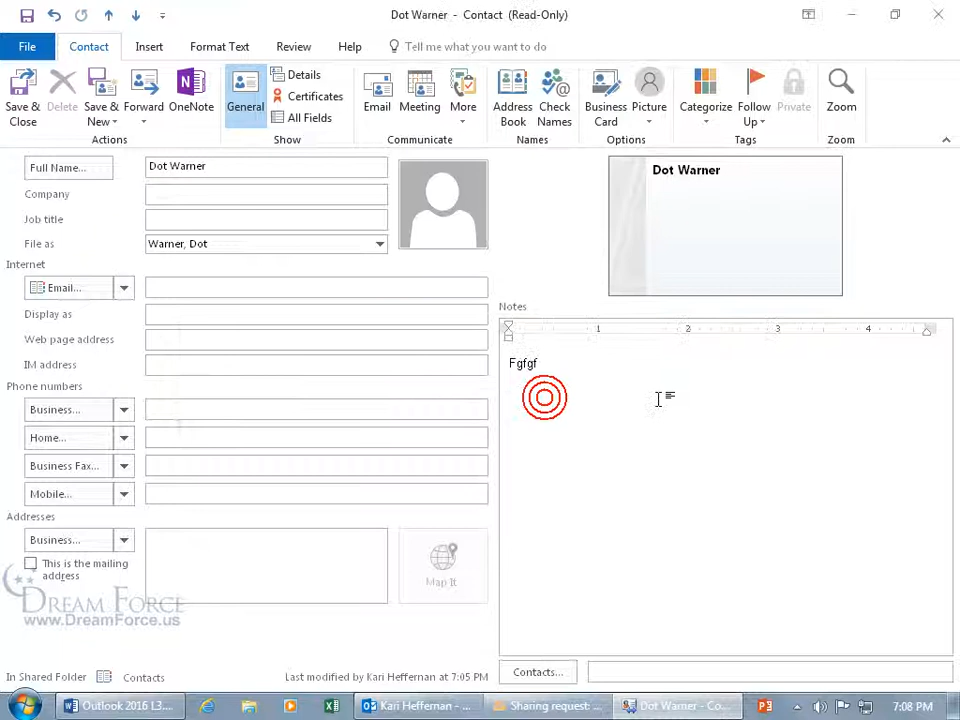 Dot Warner - Contact (Read-Only)
File Contact Insert Format Text Review Help Tell me what you want to do
Save & Close
Delete
Save & New
Forward
OneNote
Actions
General
Details
Certificates
All Fields
Show
Email
Meeting
More
Communicate
Address Book
Check Names
Names
Business Card
Picture
Options
Categorize
Follow Up
Private
Tags
Zoom
Zoom
Full Name... Dot Warner
Company
Job title
File as Warner, Dot
Internet
Email...
Display as
Web page address
IM address
Phone numbers
Business...
Home...
Business Fax...
Mobile...
Addresses
Business...
This is the mailing
address
Map It
Dot Warner
Notes
1 2 3 4
Fgfgf
DREAM FORCE
www.DreamForce.us
Contacts...
In Shared Folder Contacts Last modified by Kari Heffernan at 7:05 PM
Outlook 2016 L3... Kari Heffernan - ... Sharing request: ... Dot Warner - Co... 7:08 PM